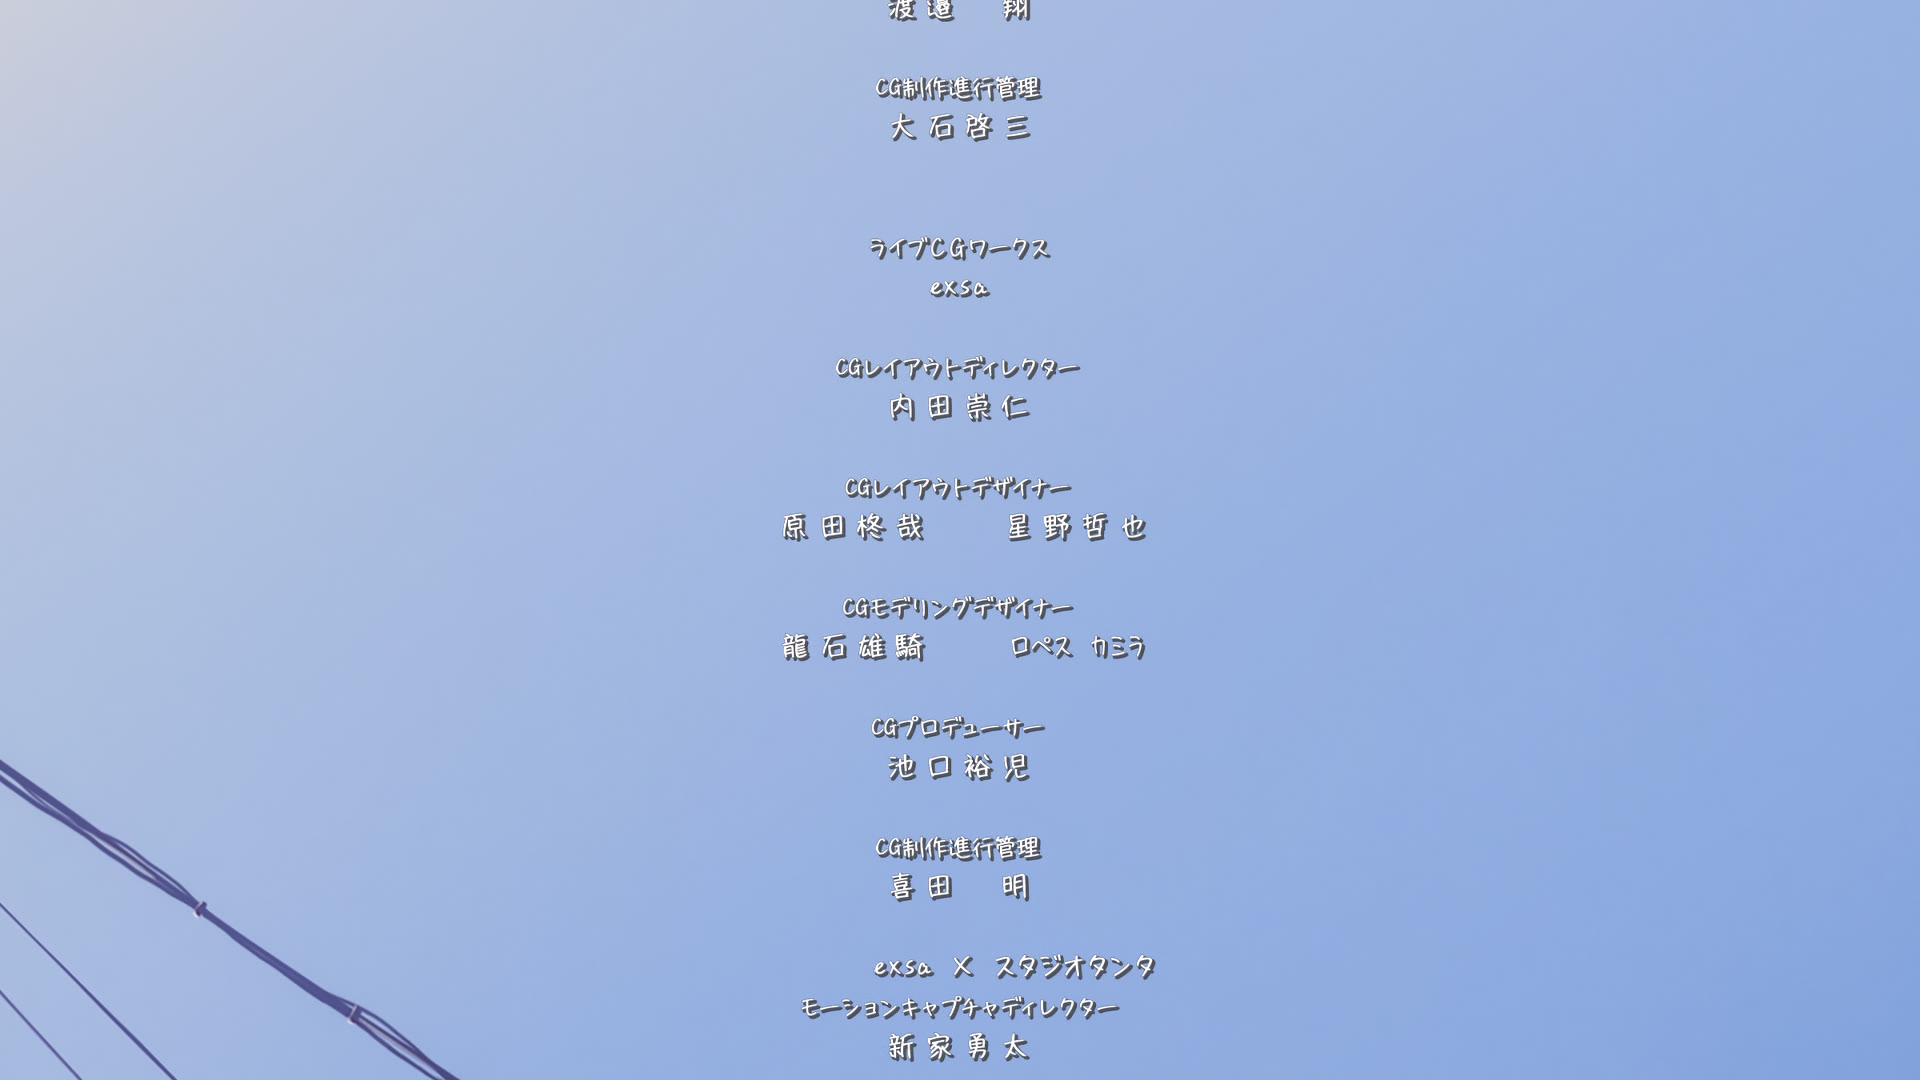 渡邉　翔
CG制作進行管理
大石啓三
ライブCGワークス
exsa
CGレイアウトディレクター
内田崇仁
CGレイアウトデザイナー
原田柊哉　星野哲也
CGモデリングデザイナー
龍石雄騎　ロペス カミラ
CGプロデューサー
池口裕児
CG制作進行管理
喜田　明
exsa × スタジオタンタ
モーションキャプチャディレクター
新家勇太